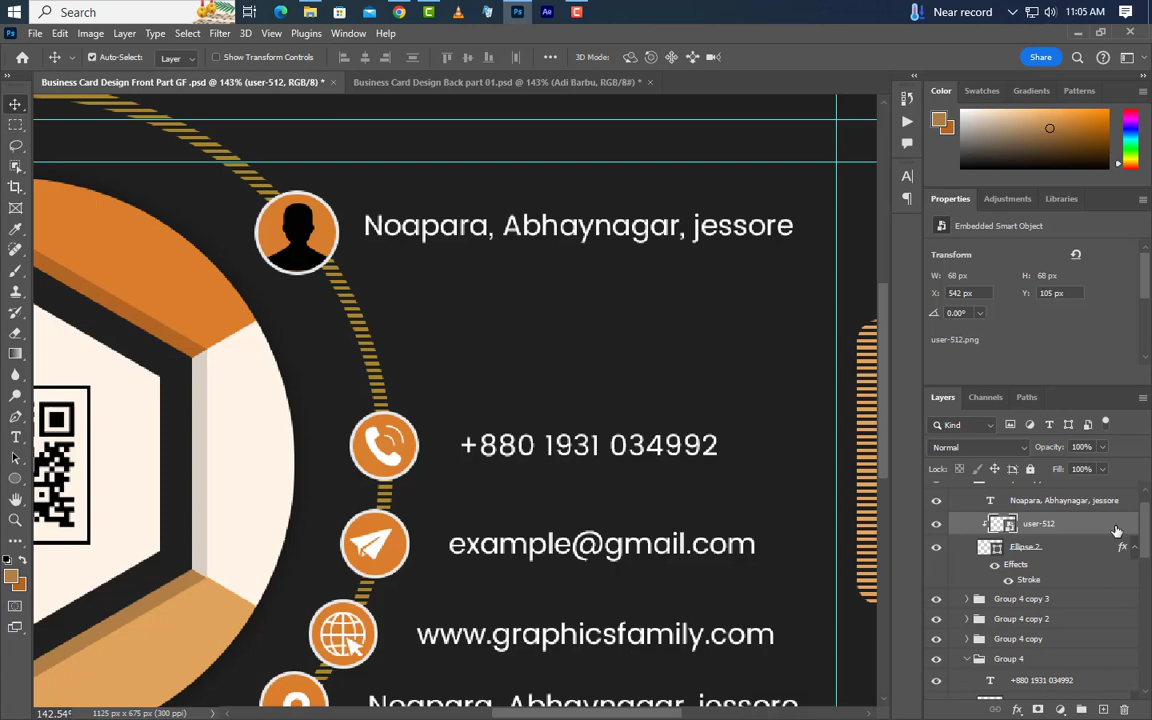 Search
Near record
11:05 AM
Ps
File Edit Image Layer Type Select Filter 3D View Plugins Window Help
Auto-Select: Layer Show Transform Controls 3D Mode: Share
Business Card Design Front Part GF .psd @ 143% (user-512, RGB/8) *
Business Card Design Back part 01.psd @ 143% (Adi Barbu, RGB/8#) *
Color Swatches Gradients Patterns
Properties Adjustments Libraries
Embedded Smart Object
Transform
W: 68 px H: 68 px
X: 542 px Y: 105 px
0.00°
user-512.png
Layers Channels Paths
Kind
Normal Opacity: 100%
Lock: Fill: 100%
Noapara, Abhaynagar, jessore
user-512
Ellipse 2
fx
Effects
Stroke
Group 4 copy 3
Group 4 copy 2
Group 4 copy
Group 4
+880 1931 034992
Noapara, Abhaynagar, jessore
+880 1931 034992
example@gmail.com
www.graphicsfamily.com
Noapara, Abhaynagar, jessore
142.54% 1125 px x 675 px (300 ppi)